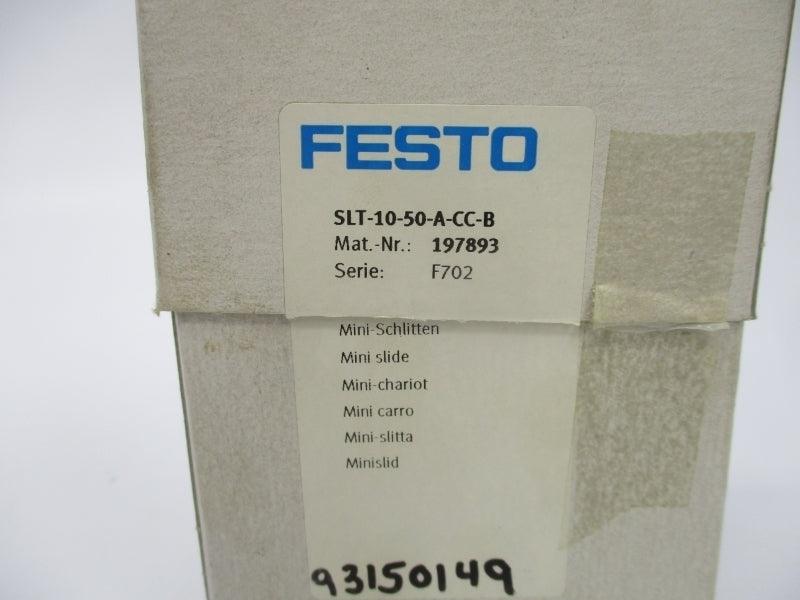 FESTO
SLT-10-50-A-CC-B
Mat.-Nr.: 197893
Serie: F702
Mini-Schlitten
Mini slide
Mini-chariot
Mini carro
Mini-slitta
Minislid
93150149